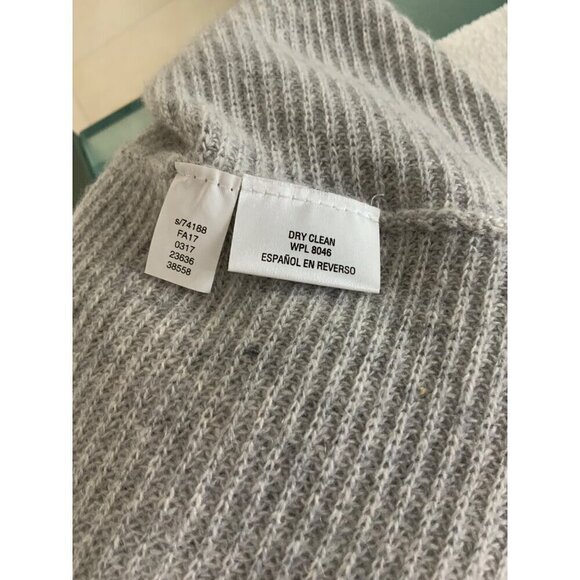 s/74188
FA17
0317
23636
38558
DRY CLEAN
WPL 8046
ESPAÑOL EN REVERSO